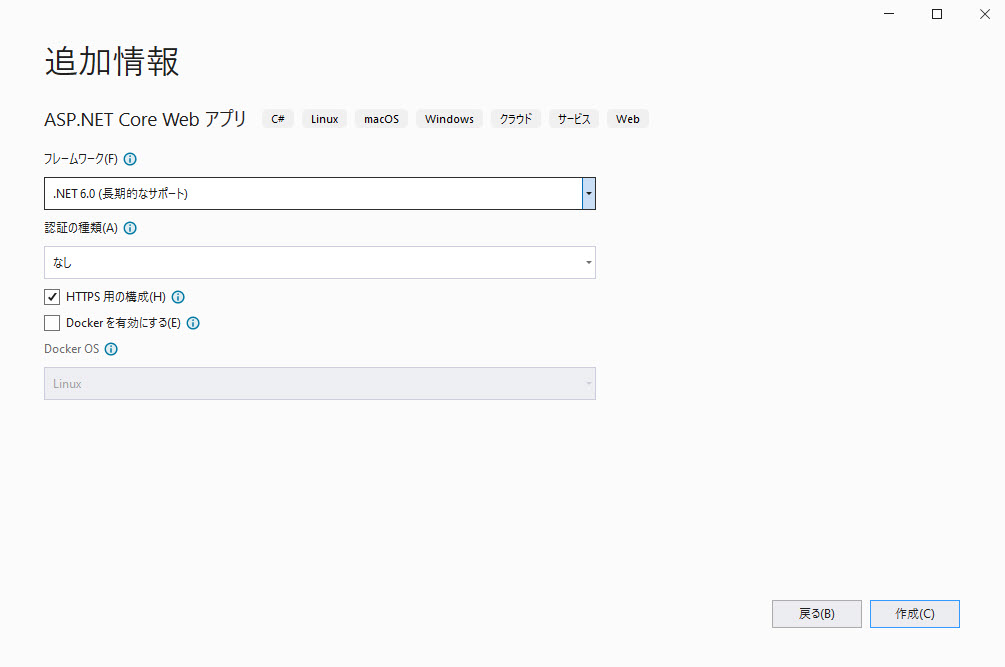 追加情報
ASP.NET Core Web アプリ C# Linux macOS Windows クラウド サービス Web
フレームワーク(F)
.NET 6.0 (長期的なサポート)
認証の種類(A)
なし
HTTPS 用の構成(H)
Docker を有効にする(E)
Docker OS
Linux
戻る(B) 作成(C)